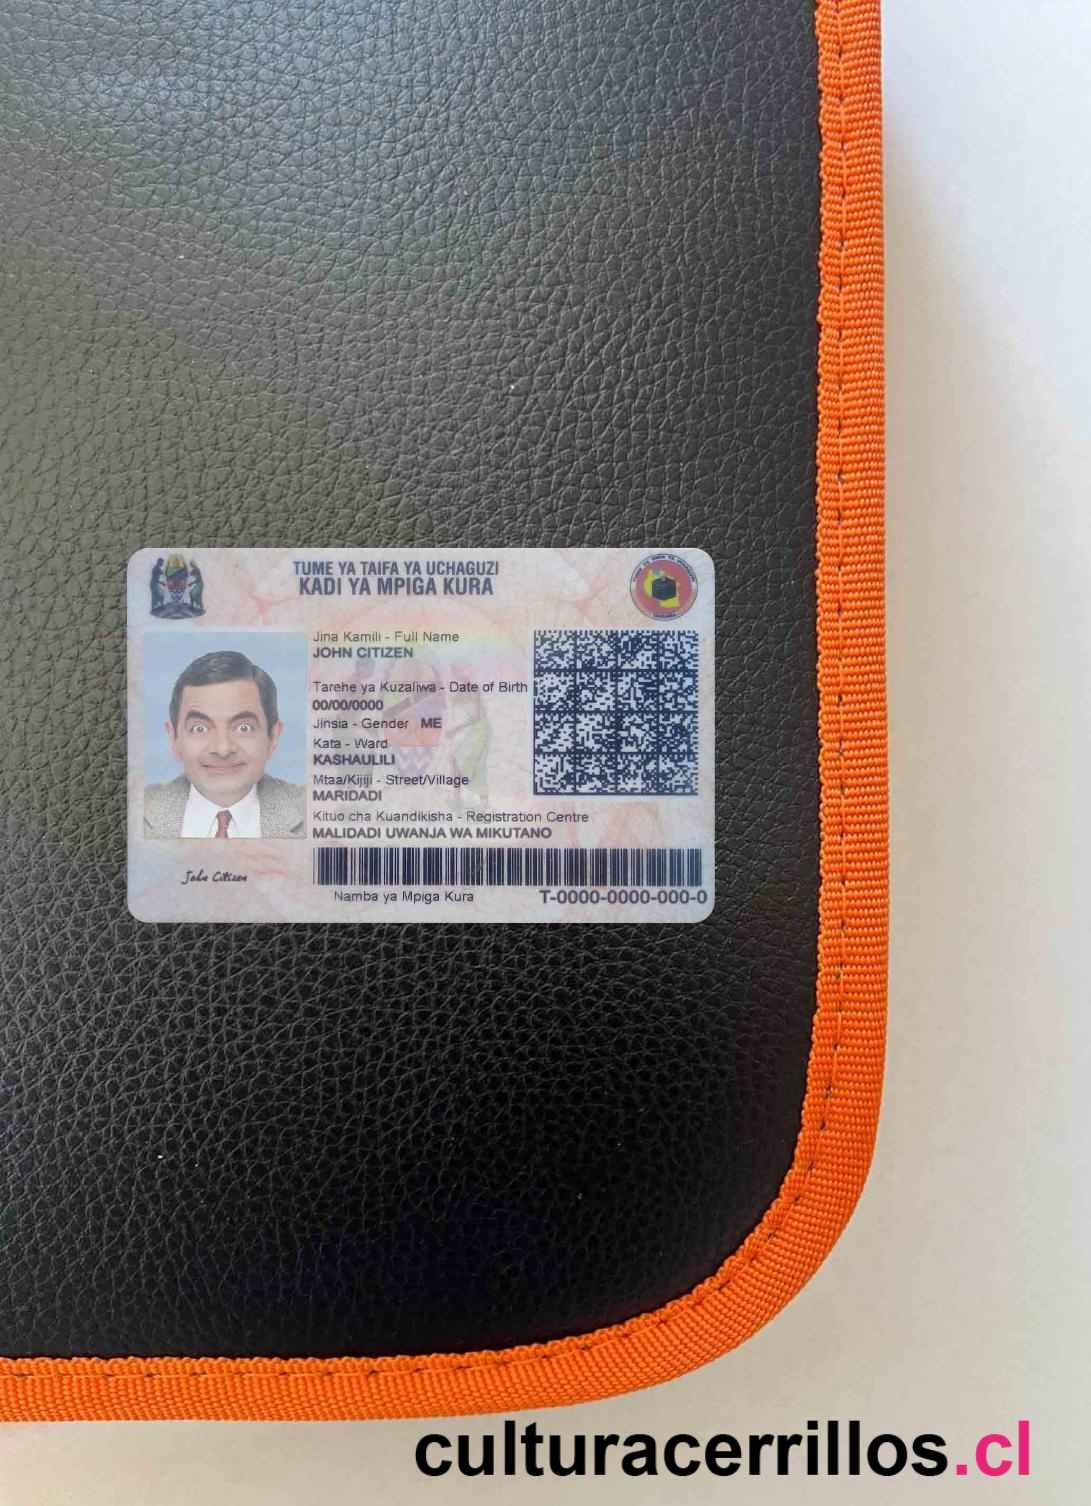 TUME YA TAIFA YA UCHAGUZI
KADI YA MPIGA KURA
Jina Kamili - Full Name
JOHN CITIZEN
Tarehe ya Kuzaliwa - Date of Birth
00/00/0000
Jinsia - Gender ME
Kata - Ward
KASHAULILI
Mtaa/Kijiji - Street/Village
MARIDADI
Kituo cha Kuandikisha - Registration Centre
MALIDADI UWANJA WA MIKUTANO
John Citizen
Namba ya Mpiga Kura T-0000-0000-000-0
culturacerrillos.cl